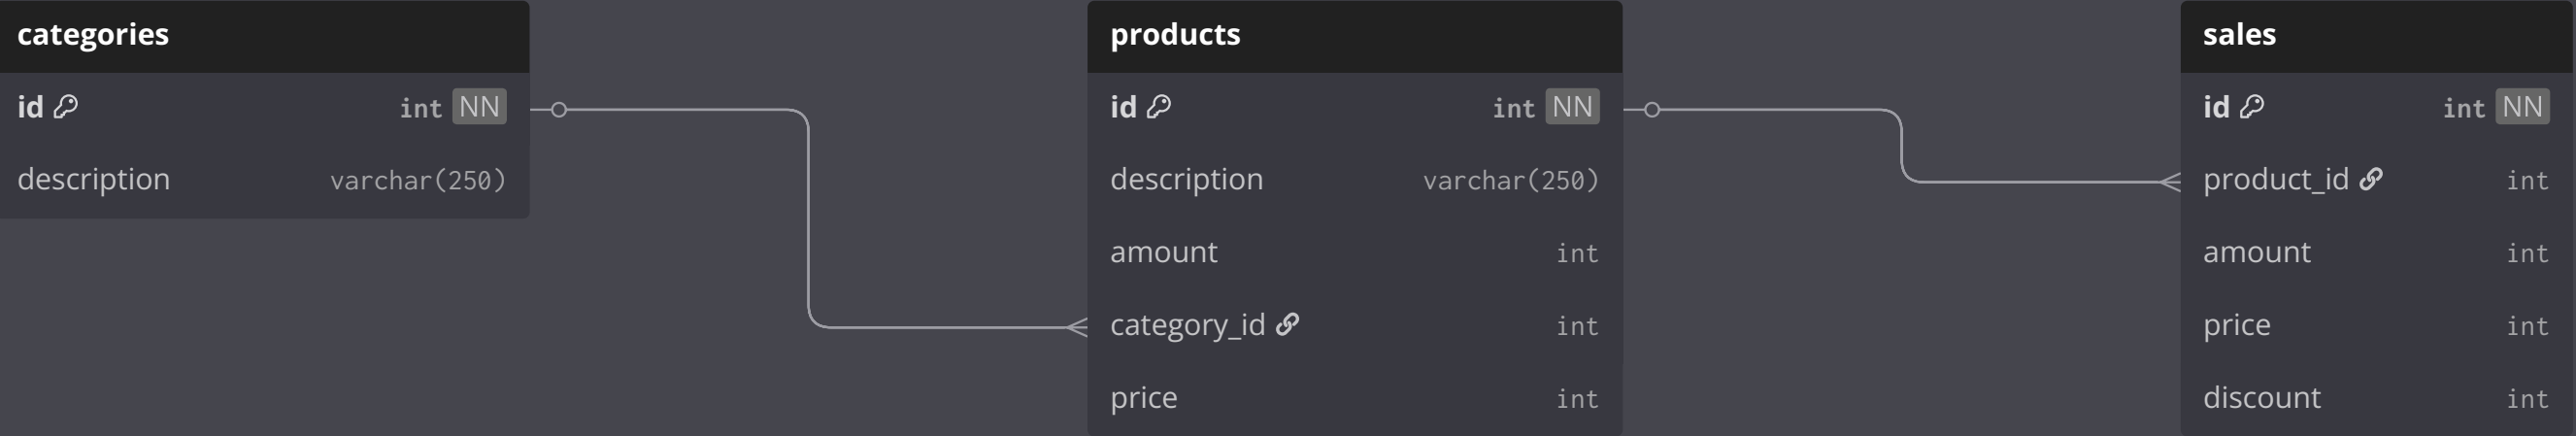 categories
id int NN
description varchar(250)
products
id int NN
description varchar(250)
amount int
category_id int
price int
sales
id int NN
product_id int
amount int
price int
discount int